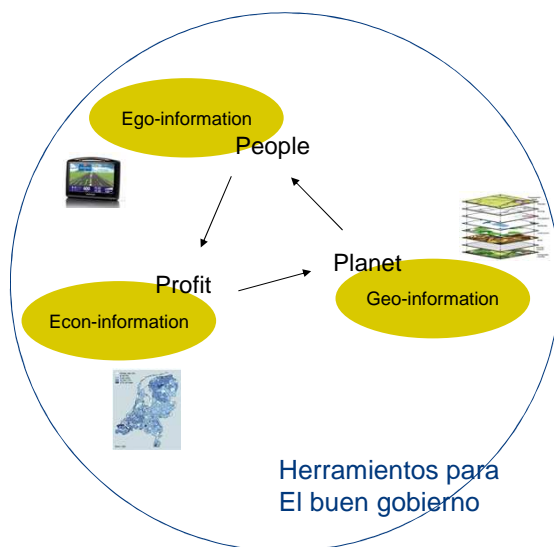 Ego-information
People
Profit
Planet
Econ-information
Geo-information
Herramientos para
El buen gobierno